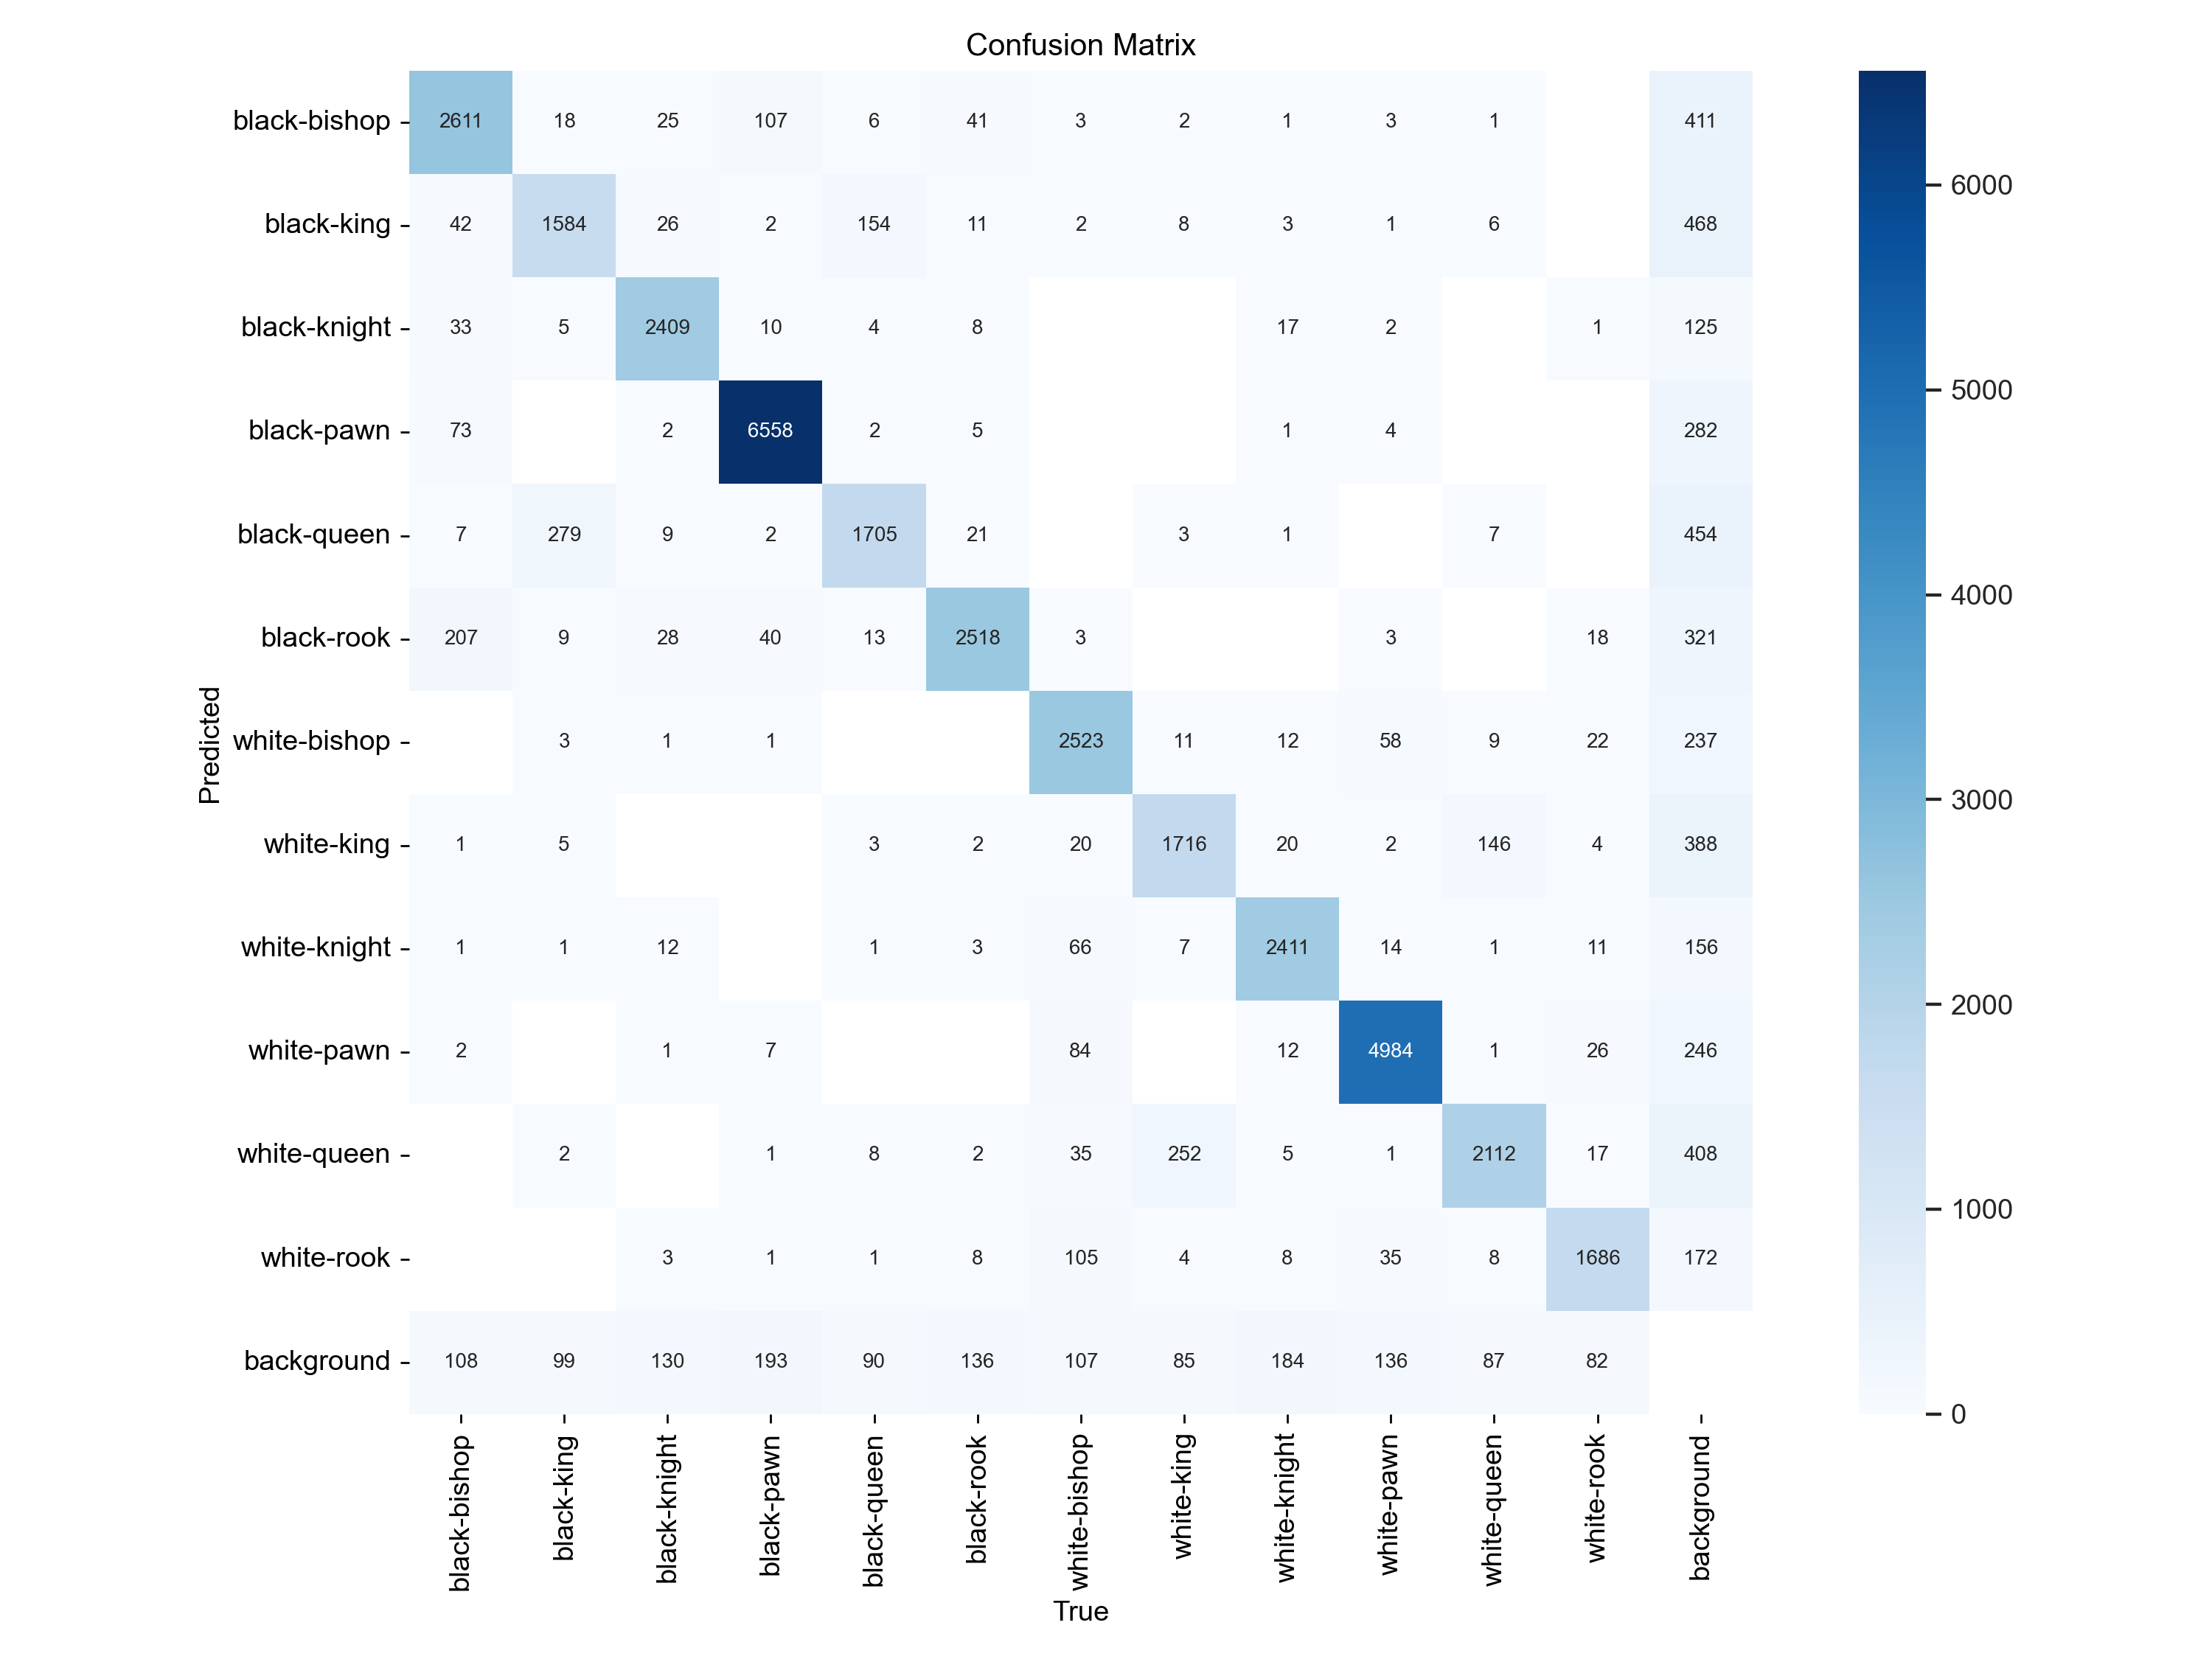 Confusion Matrix
black-bishop 2611 18 25 107 6 41 3 2 1 3 1 411
black-king 42 1584 26 2 154 11 2 8 3 1 6 468
black-knight 33 5 2409 10 4 8 17 2 1 125
black-pawn 73 2 6558 2 5 1 4 282
black-queen 7 279 9 2 1705 21 3 1 7 454
black-rook 207 9 28 40 13 2518 3 3 18 321
white-bishop 3 1 1 2523 11 12 58 9 22 237
white-king 1 5 3 2 20 1716 20 2 146 4 388
white-knight 1 1 12 1 3 66 7 2411 14 1 11 156
white-pawn 2 1 7 84 12 4984 1 26 246
white-queen 2 1 8 2 35 252 5 1 2112 17 408
white-rook 3 1 1 8 105 4 8 35 8 1686 172
background 108 99 130 193 90 136 107 85 184 136 87 82
Predicted
black-bishop
black-king
black-knight
black-pawn
black-queen
black-rook
white-bishop
white-king
white-knight
white-pawn
white-queen
white-rook
background
True
6000
5000
4000
3000
2000
1000
0